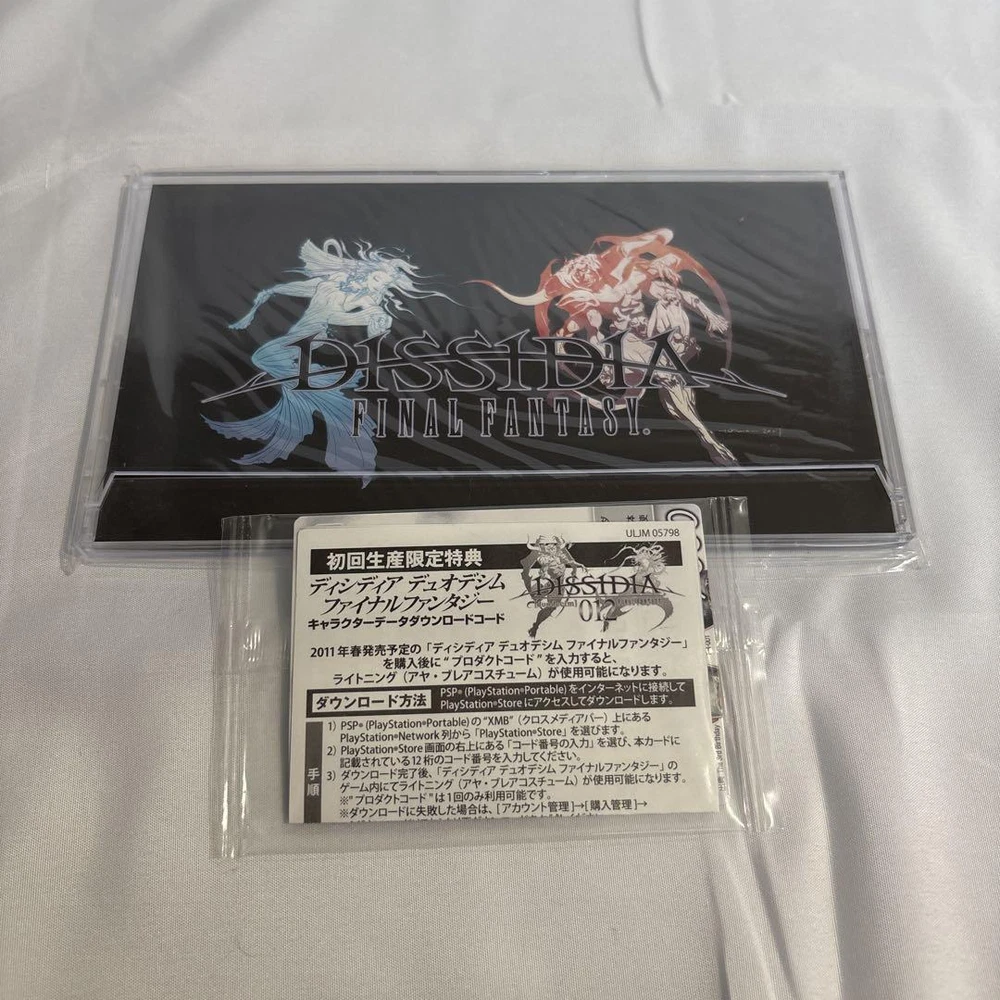 DISSIDIA
FINAL FANTASY®
ULJM 05798
初回生産限定特典
ディシディア デュオデシム
ファイナルファンタジー
キャラクターデータダウンロードコード
DISSIDIA
012
FINAL FANTASY
2011年春発売予定の「ディシディア デュオデシム ファイナルファンタジー」
を購入後に“プロダクトコード”を入力すると、
ライトニング（アヤ・ブレアコスチューム）が使用可能になります。
ダウンロード方法
PSP®(PlayStation®Portable)をインターネットに接続して
PlayStation®Storeにアクセスしてダウンロードします。
手順
1）PSP®(PlayStation®Portable)の“XMB”（クロスメディアバー）上にある
PlayStation®Network列から「PlayStation®Store」を選びます。
2）PlayStation®Store画面の右上にある「コード番号の入力」を選び、本カードに
記載されている12桁のコード番号を入力してください。
3）ダウンロード完了後、「ディシディア デュオデシム ファイナルファンタジー」の
ゲーム内にてライトニング（アヤ・ブレアコスチューム）が使用可能になります。
※“プロダクトコード”は1回のみ利用可能です。
※ダウンロードに失敗した場合は、[アカウント管理]→[購入管理]→
The 3rd Birthday